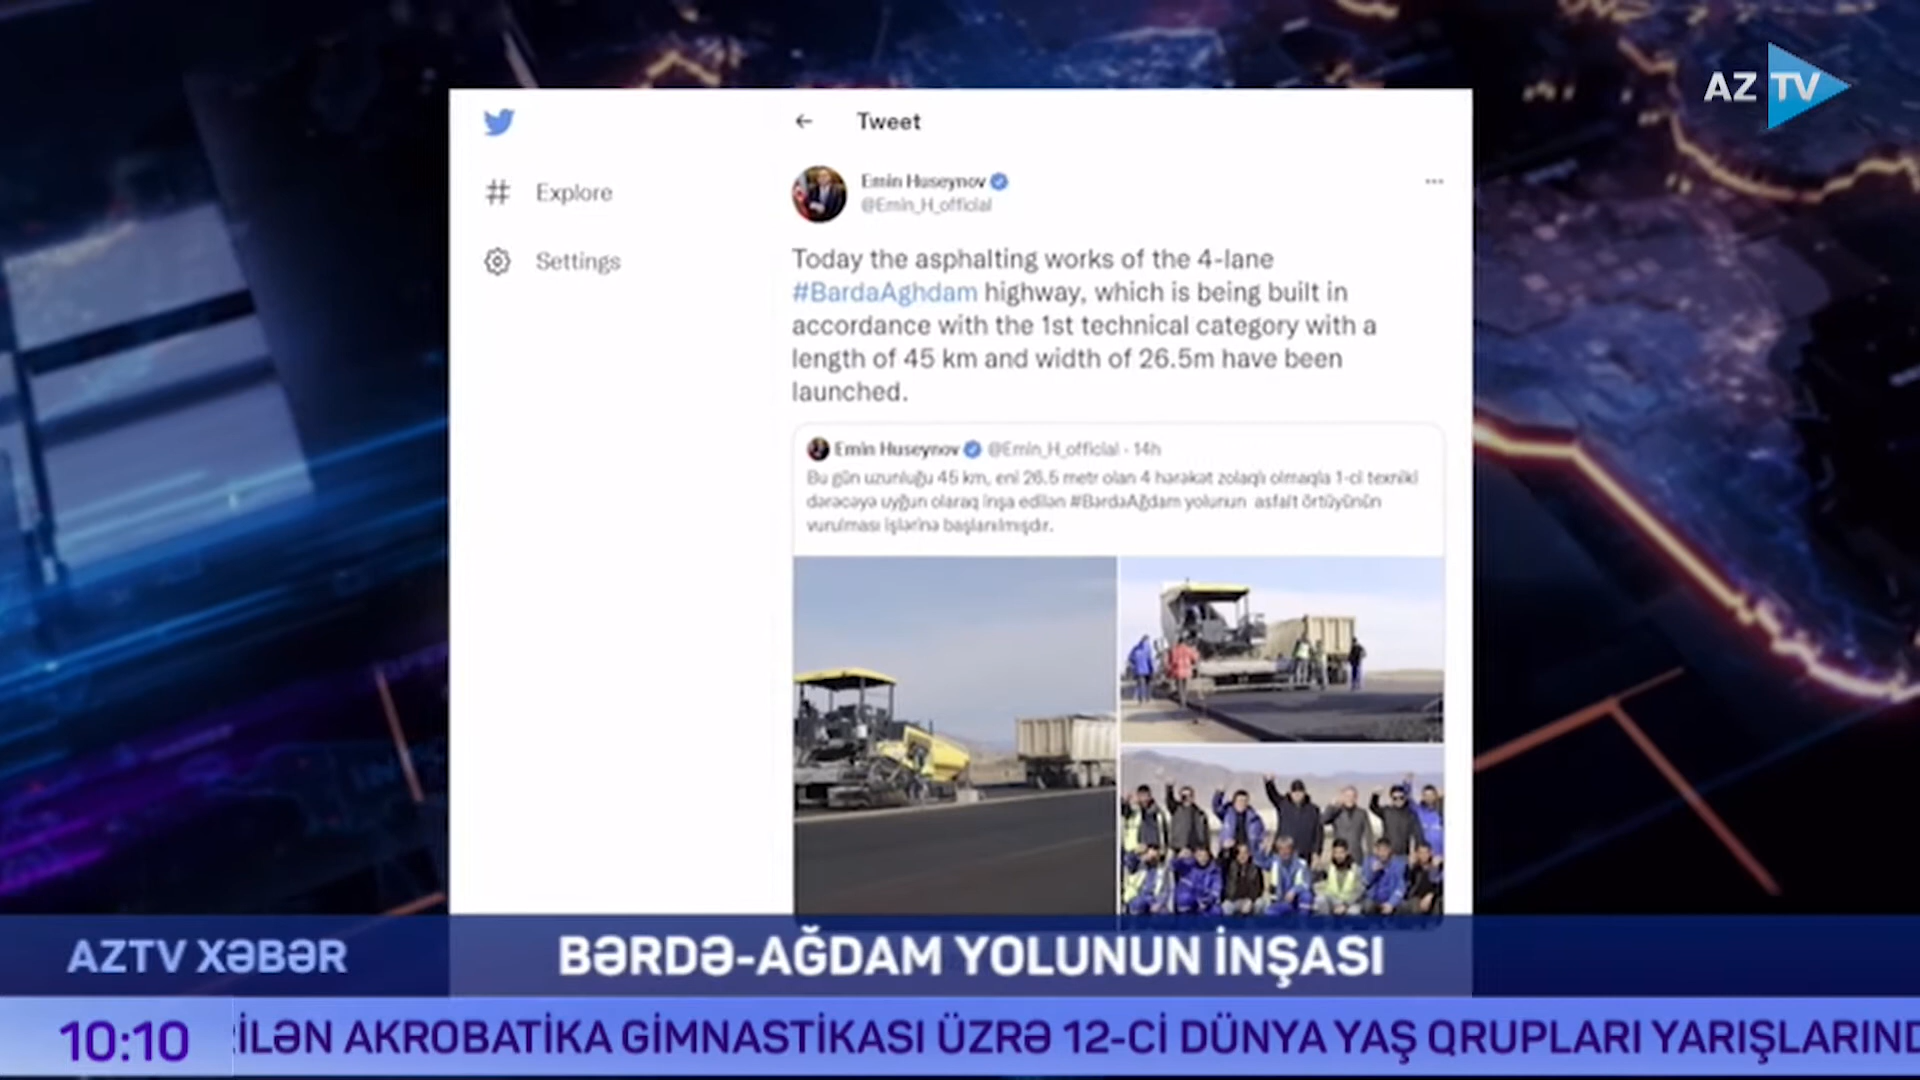 AZ TV
Tweet
Explore
Settings
Emin Huseynov
@Emin_H_official
Today the asphalting works of the 4-lane
#BardaAghdam highway, which is being built in
accordance with the 1st technical category with a
length of 45 km and width of 26.5m have been
launched.
Emin Huseynov @Emin_H_official · 14h
Bu gün uzunluğu 45 km, eni 26.5 metr olan 4 hərəkət zolaqlı olmaqla 1-ci texniki
dərəcəyə uyğun olaraq inşa edilən #BərdəAğdam yolunun asfalt örtüyünün
vurulması işlərinə başlanılmışdır.
AZTV XƏBƏR
BƏRDƏ-AĞDAM YOLUNUN İNŞASI
10:10
RİLƏN AKROBATİKA GİMNASTİKASI ÜZRƏ 12-Cİ DÜNYA YAŞ QRUPLARI YARIŞLARIND